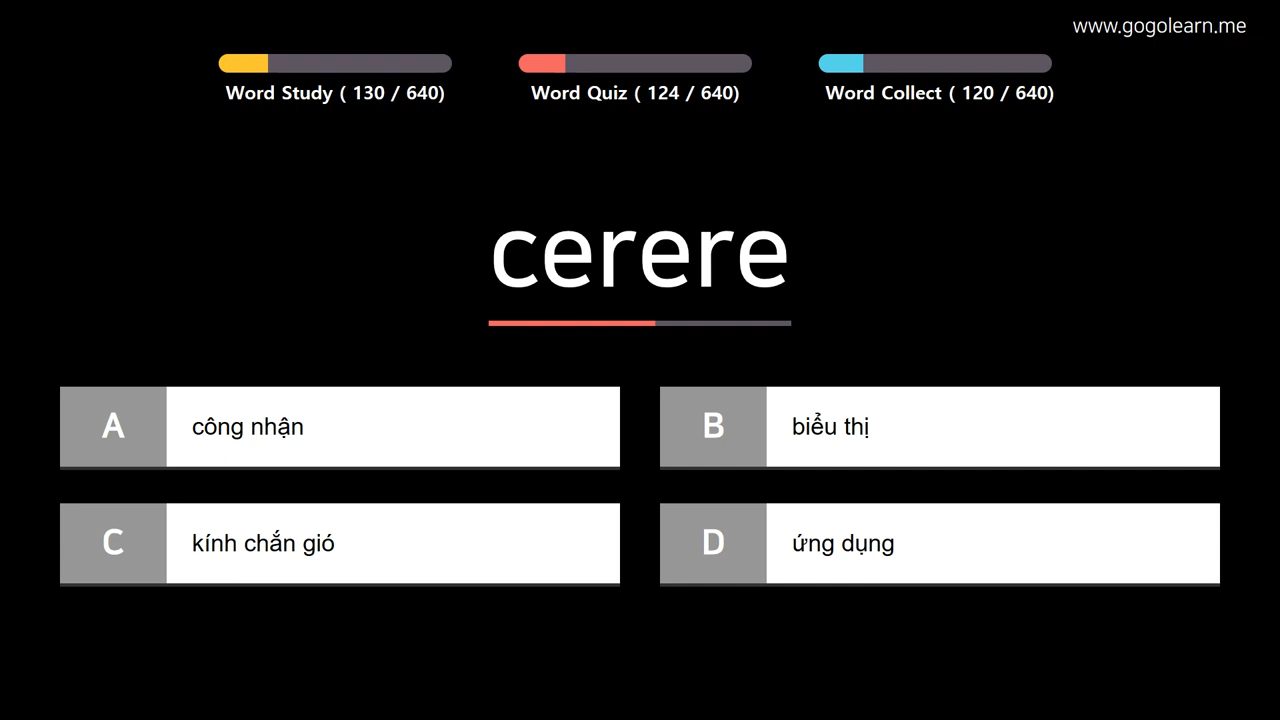 www.gogolearn.me
Word Study ( 130 / 640)
Word Quiz ( 124 / 640)
Word Collect ( 120 / 640)
cerere
A
công nhận
B
biểu thị
C
kính chắn gió
D
ứng dụng